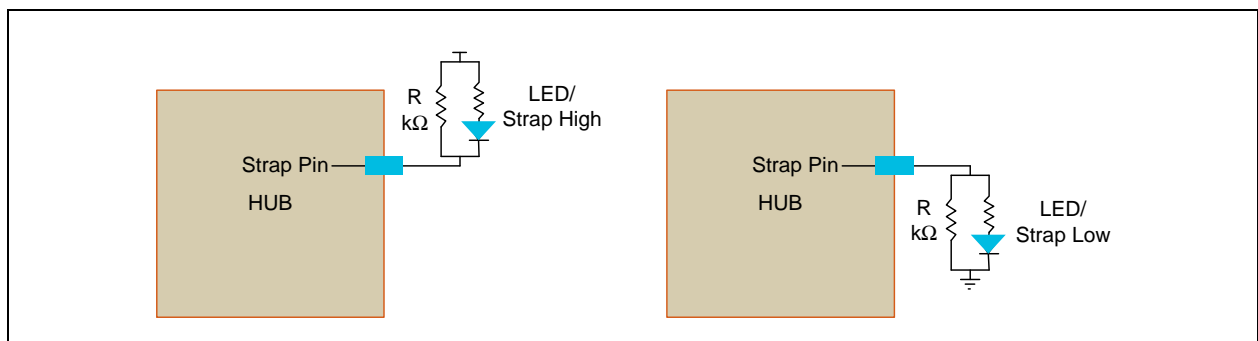 R
kΩ
LED/
Strap High
Strap Pin
HUB
Strap Pin
HUB
R
kΩ
LED/
Strap Low